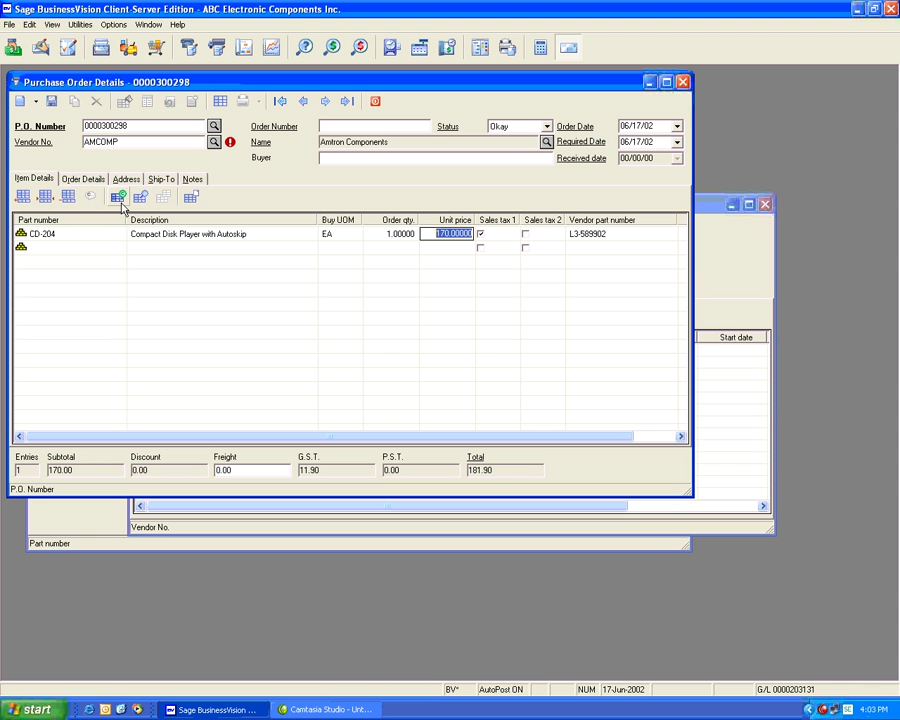 Sage BusinessVision Client-Server Edition - ABC Electronic Components Inc.
File Edit View Utilities Options Vendor Window Help
Purchase Order Details - 0000300298
P.O. Number 0000300298 Order Number Status Okay Order Date 06/17/02
Vendor No. AMCOMP Name Amtron Components Required Date 06/17/02
Buyer Received date 00/00/00
Item Details Order Details Address Ship-To Notes
Part number Description Buy UOM Order qty. Unit price Sales tax 1 Sales tax 2 Vendor part number
CD-204 Compact Disk Player with Autoskip EA 1.00000 170.00000 L3-589902
Start date
Entries Subtotal Discount Freight G.S.T. P.S.T. Total
1 170.00 0.00 0.00 11.90 0.00 181.90
P.O. Number
Vendor No.
Part number
BV* AutoPost ON NUM 17-Jun-2002 G/L 0000203131
start Sage BusinessVision ... Camtasia Studio - Unt... SE 4:03 PM